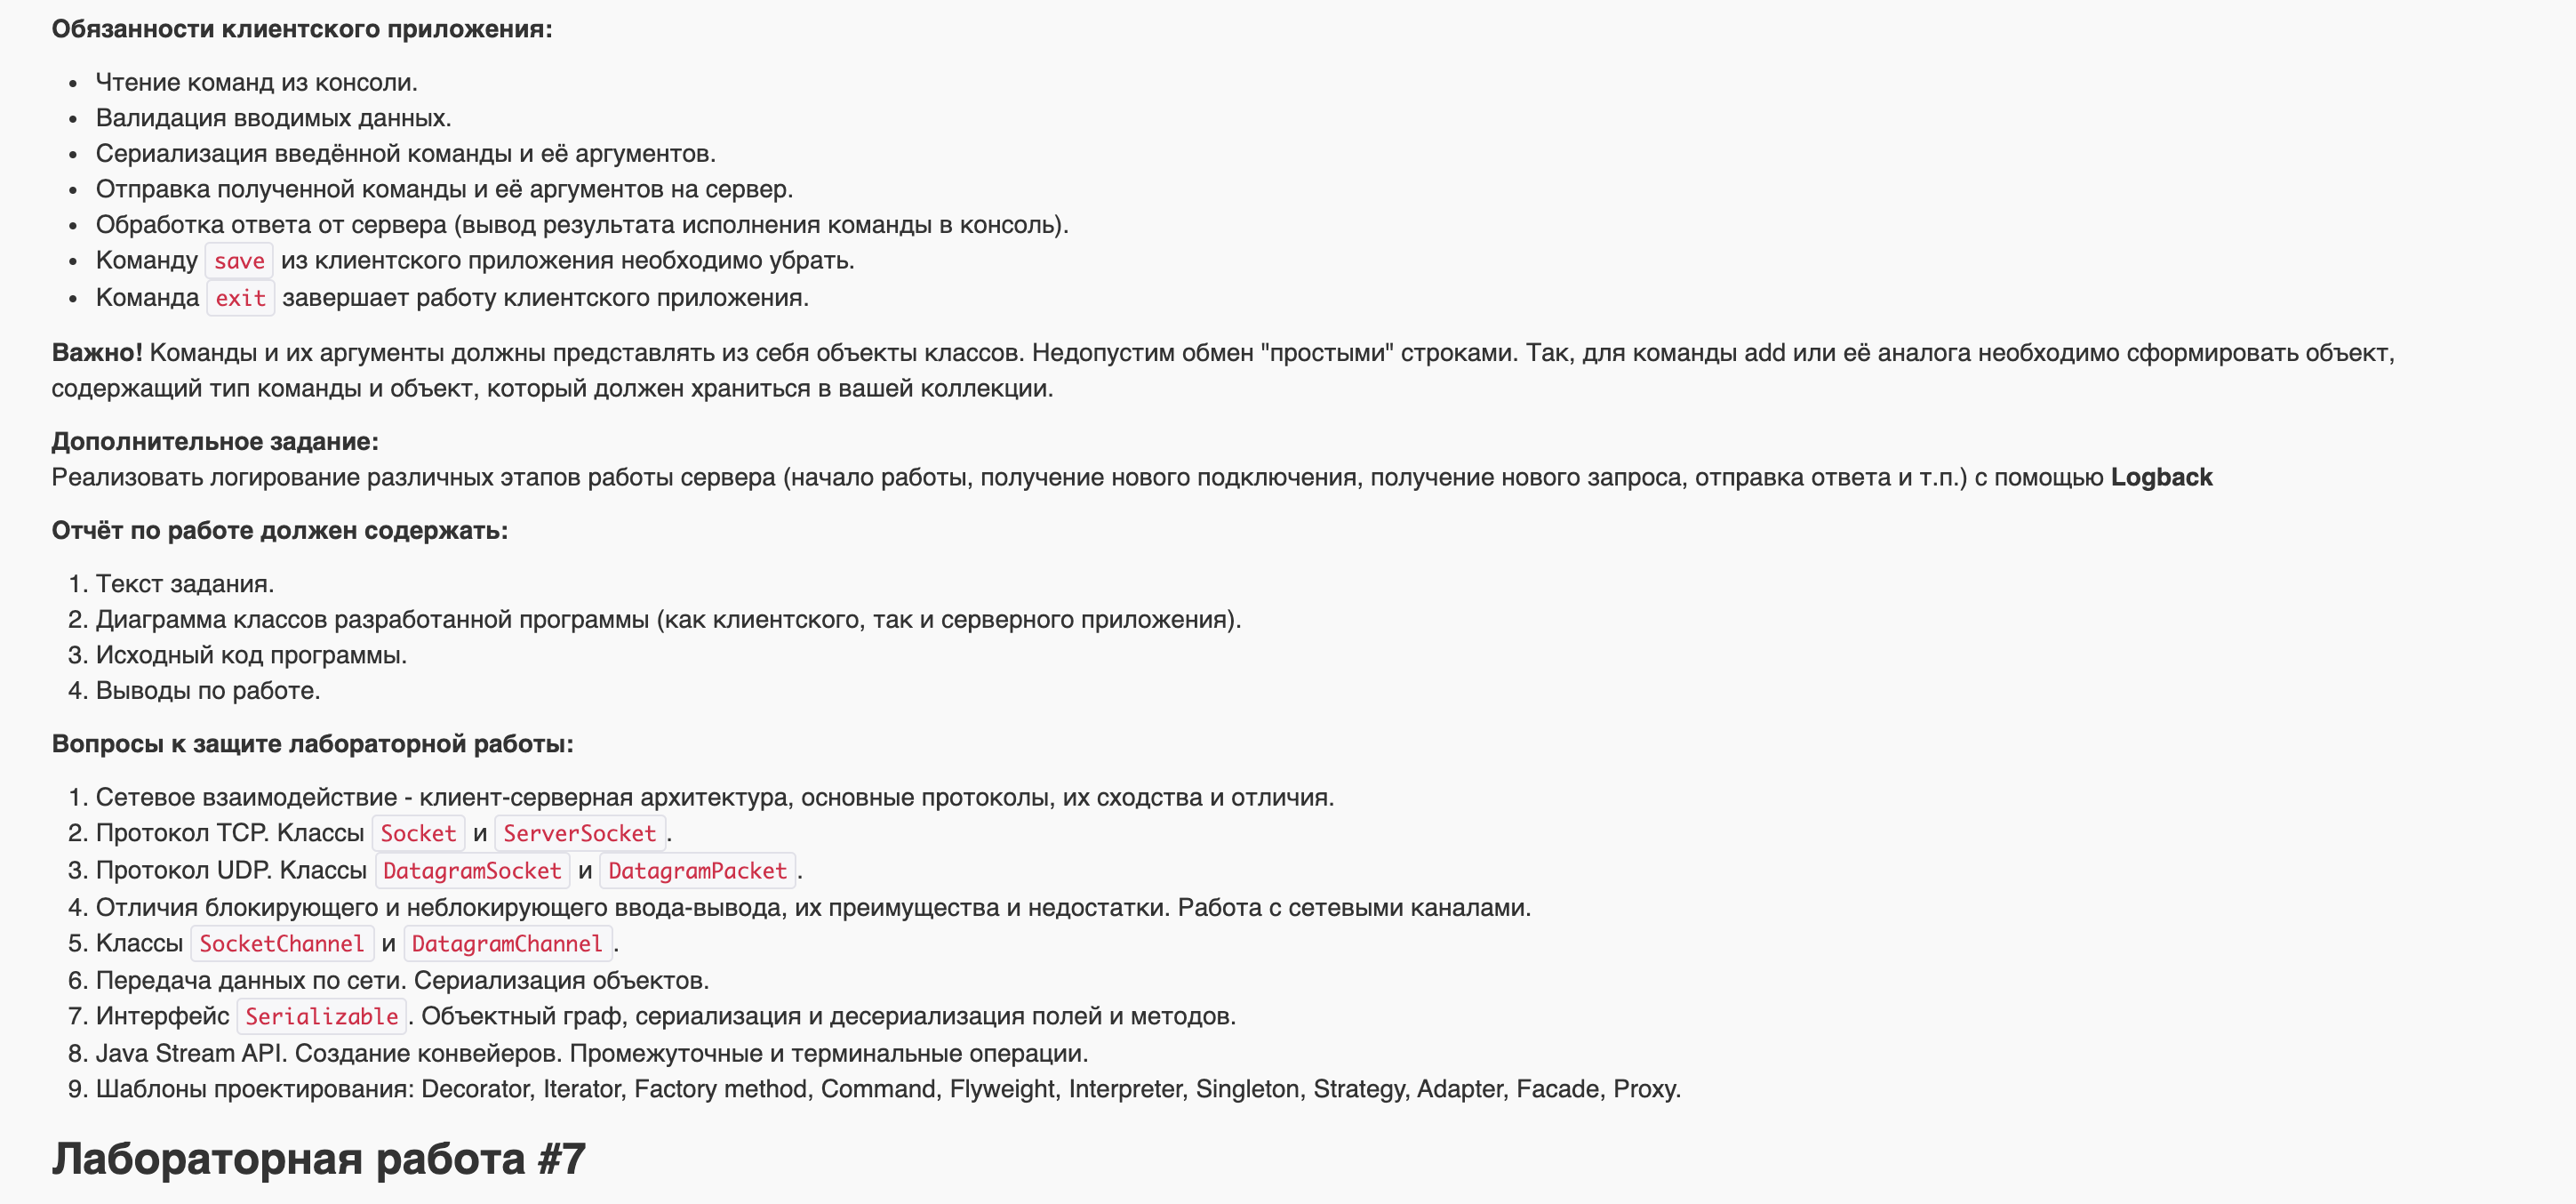 Обязанности клиентского приложения:
Чтение команд из консоли.
Валидация вводимых данных.
Сериализация введённой команды и её аргументов.
Отправка полученной команды и её аргументов на сервер.
Обработка ответа от сервера (вывод результата исполнения команды в консоль).
Команду save из клиентского приложения необходимо убрать.
Команда exit завершает работу клиентского приложения.
Важно! Команды и их аргументы должны представлять из себя объекты классов. Недопустим обмен "простыми" строками. Так, для команды add или её аналога необходимо сформировать объект,
содержащий тип команды и объект, который должен храниться в вашей коллекции.
Дополнительное задание:
Реализовать логирование различных этапов работы сервера (начало работы, получение нового подключения, получение нового запроса, отправка ответа и т.п.) с помощью Logback
Отчёт по работе должен содержать:
1. Текст задания.
2. Диаграмма классов разработанной программы (как клиентского, так и серверного приложения).
3. Исходный код программы.
4. Выводы по работе.
Вопросы к защите лабораторной работы:
1. Сетевое взаимодействие - клиент-серверная архитектура, основные протоколы, их сходства и отличия.
2. Протокол TCP. Классы Socket и ServerSocket.
3. Протокол UDP. Классы DatagramSocket и DatagramPacket.
4. Отличия блокирующего и неблокирующего ввода-вывода, их преимущества и недостатки. Работа с сетевыми каналами.
5. Классы SocketChannel и DatagramChannel.
6. Передача данных по сети. Сериализация объектов.
7. Интерфейс Serializable. Объектный граф, сериализация и десериализация полей и методов.
8. Java Stream API. Создание конвейеров. Промежуточные и терминальные операции.
9. Шаблоны проектирования: Decorator, Iterator, Factory method, Command, Flyweight, Interpreter, Singleton, Strategy, Adapter, Facade, Proxy.
Лабораторная работа #7